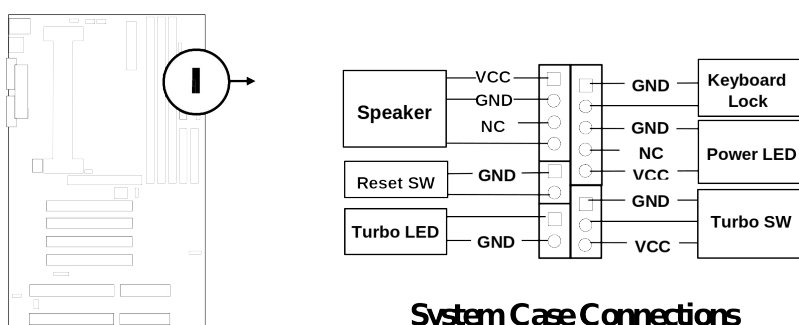 VCC
GND
NC
Speaker
GND
Reset SW
Turbo LED
GND
GND
Keyboard
Lock
GND
NC
VCC
Power LED
GND
VCC
Turbo SW
System Case Connections